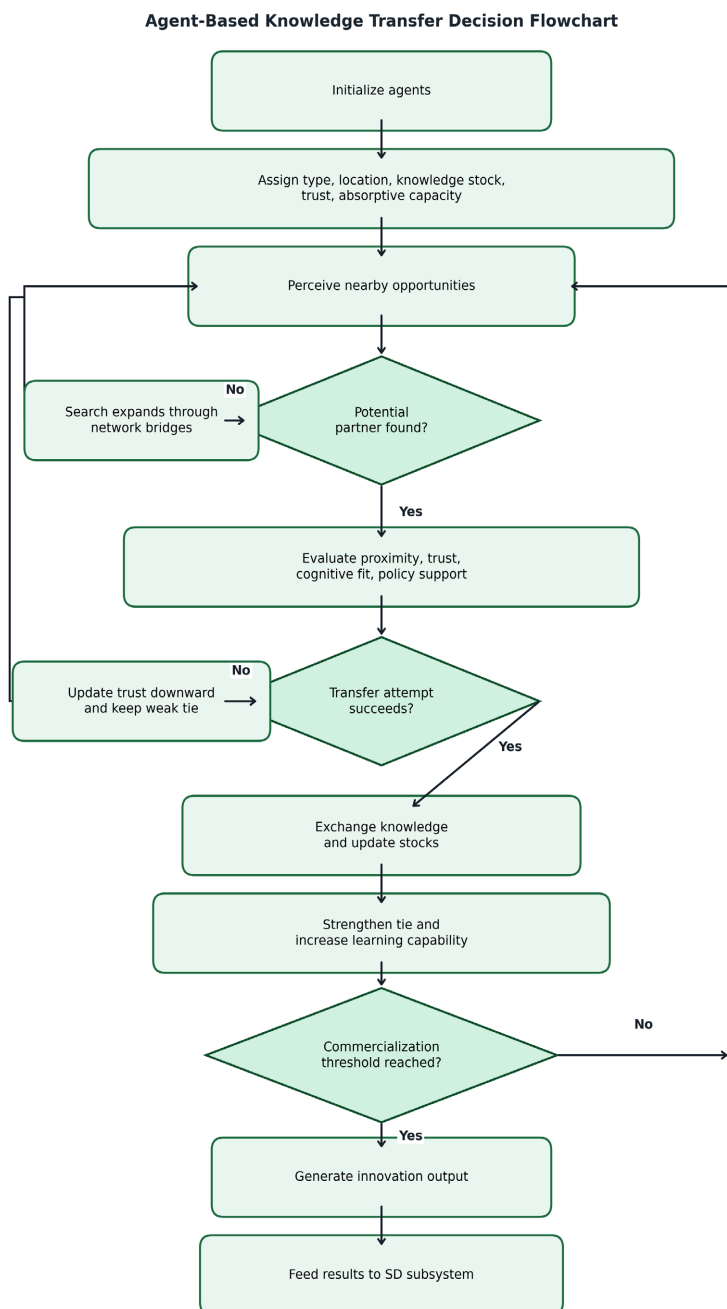 Agent-Based Knowledge Transfer Decision Flowchart
Initialize agents
Assign type, location, knowledge stock,
trust, absorptive capacity
Perceive nearby opportunities
No
Search expands through
network bridges
Potential
partner found?
Yes
Evaluate proximity, trust,
cognitive fit, policy support
No
Update trust downward
and keep weak tie
Transfer attempt
succeeds?
Yes
Exchange knowledge
and update stocks
Strengthen tie and
increase learning capability
No
Commercialization
threshold reached?
Yes
Generate innovation output
Feed results to SD subsystem